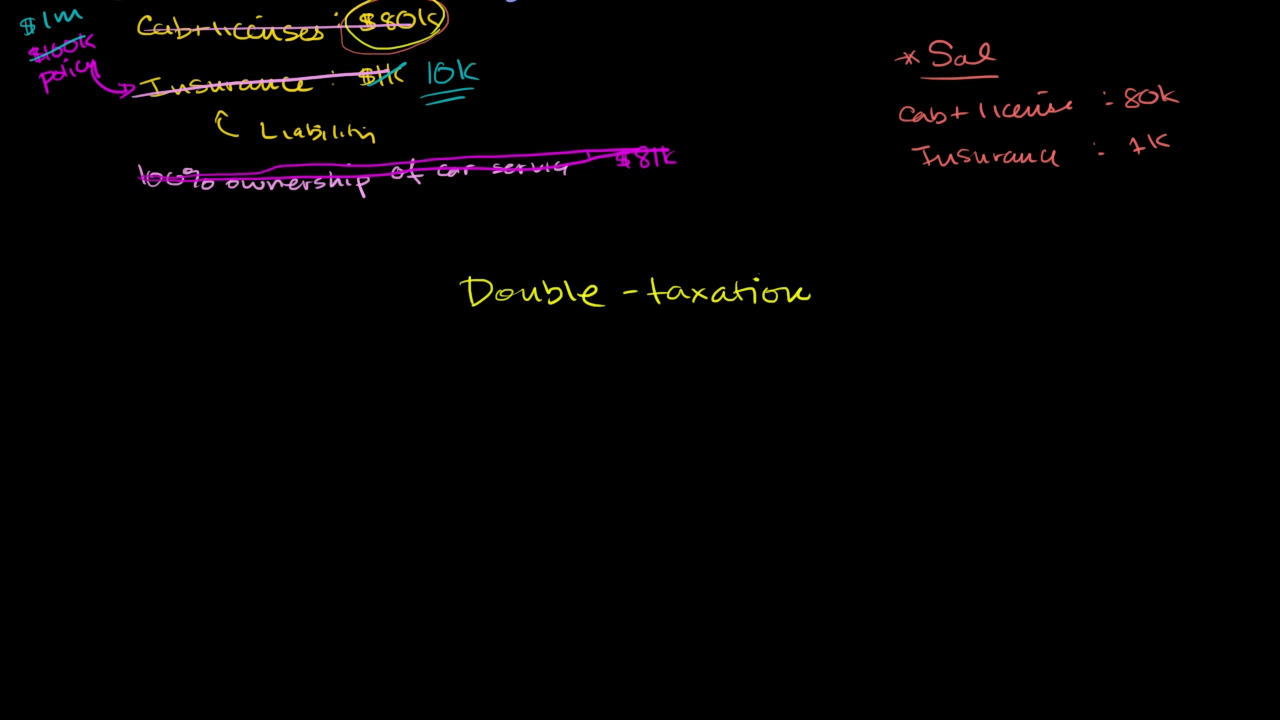 $1m
Cab+licenses : $80k
$100k
policy
Insurance : $1k 10k
Liability
100% ownership of car servic $81k
* Sal
Cab+license : 80k
Insurance : 1k
Double-taxation